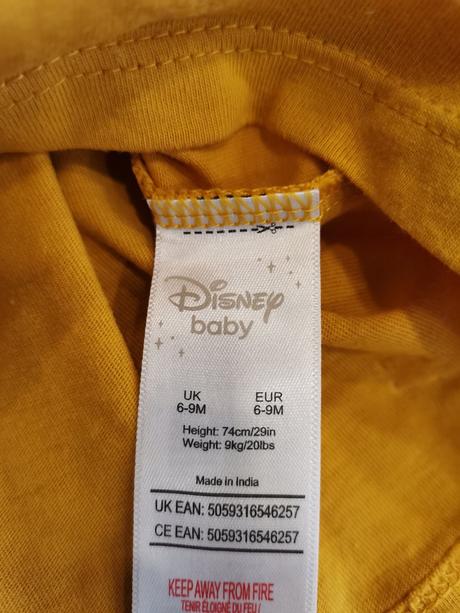 Disney
baby
UK EUR
6-9M 6-9M
Height: 74cm/29in
Weight: 9kg/20lbs
Made in India
UK EAN: 5059316546257
CE EAN: 5059316546257
KEEP AWAY FROM FIRE
TENIR ÉLOIGNÉ DU FEU /